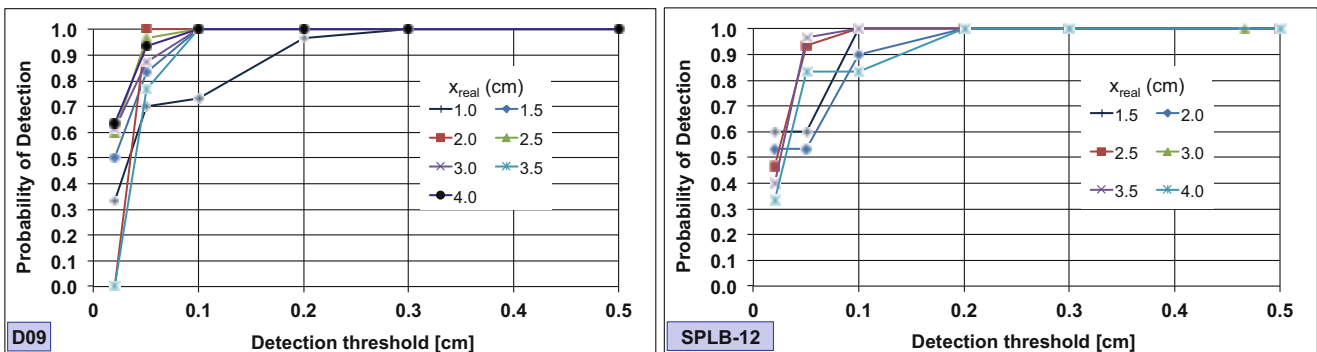 Probability of Detection
1.0
0.9
0.8
0.7
0.6
0.5
0.4
0.3
0.2
0.1
0.0
x_real (cm)
1.0 1.5
2.0 2.5
3.0 3.5
4.0
0 0.1 0.2 0.3 0.4 0.5
Detection threshold [cm]
D09
Probability of Detection
1.0
0.9
0.8
0.7
0.6
0.5
0.4
0.3
0.2
0.1
0.0
x_real (cm)
1.5 2.0
2.5 3.0
3.5 4.0
0 0.1 0.2 0.3 0.4 0.5
Detection threshold [cm]
SPLB-12